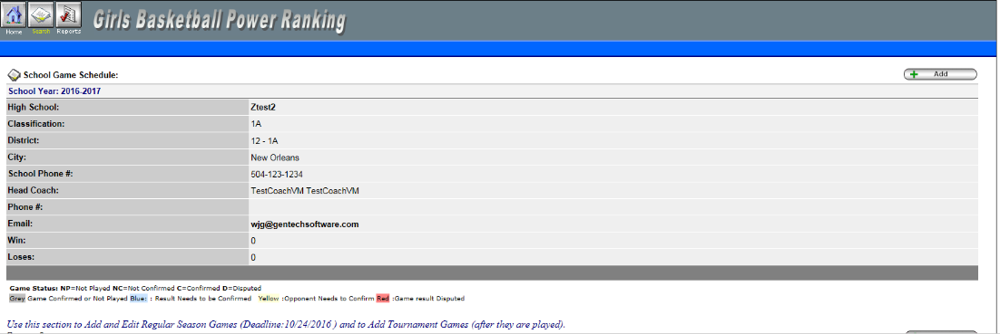 Girls Basketball Power Ranking
Home Search Reports
School Game Schedule:
Add
School Year: 2016-2017
High School: Ztest2
Classification: 1A
District: 12 - 1A
City: New Orleans
School Phone #: 504-123-1234
Head Coach: TestCoachVM TestCoachVM
Phone #:
Email: wjg@gentechsoftware.com
Win: 0
Loses: 0
Game Status: NP=Not Played NC=Not Confirmed C=Confirmed D=Disputed
Grey Game Confirmed or Not Played Blue: : Result Needs to be Confirmed Yellow :Opponent Needs to Confirm Red :Game result Disputed
Use this section to Add and Edit Regular Season Games (Deadline:10/24/2016 ) and to Add Tournament Games (after they are played).